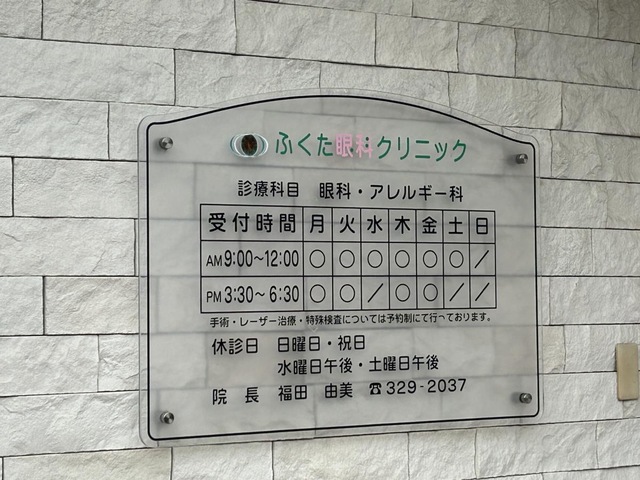 ふくた眼科クリニック
診療科目 眼科・アレルギー科
受付時間 月 火 水 木 金 土 日
AM 9:00～12:00 ○ ○ ○ ○ ○ ○ ／
PM 3:30～6:30 ○ ○ ／ ○ ○ ／ ／
手術・レーザー治療・特殊検査については予約制にて行っております。
休診日 日曜日・祝日
水曜日午後・土曜日午後
院長 福田 由美 ☎329-2037